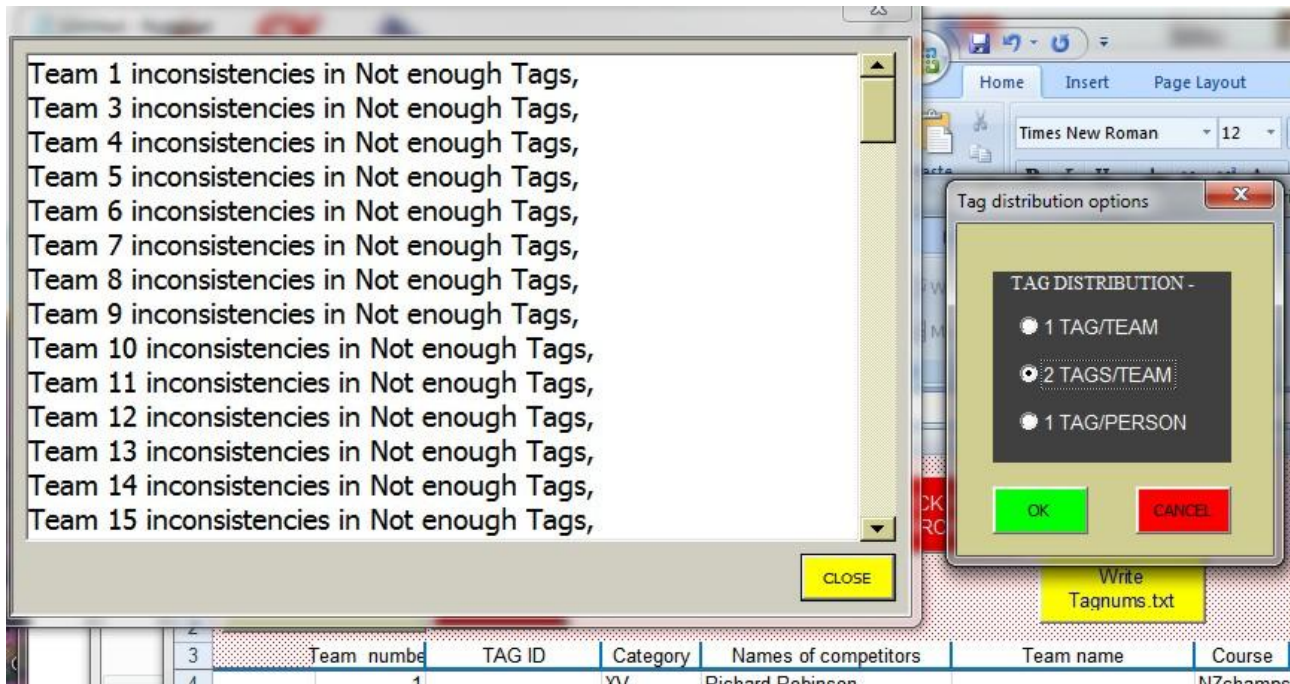 Team 1 inconsistencies in Not enough Tags,
Team 3 inconsistencies in Not enough Tags,
Team 4 inconsistencies in Not enough Tags,
Team 5 inconsistencies in Not enough Tags,
Team 6 inconsistencies in Not enough Tags,
Team 7 inconsistencies in Not enough Tags,
Team 8 inconsistencies in Not enough Tags,
Team 9 inconsistencies in Not enough Tags,
Team 10 inconsistencies in Not enough Tags,
Team 11 inconsistencies in Not enough Tags,
Team 12 inconsistencies in Not enough Tags,
Team 13 inconsistencies in Not enough Tags,
Team 14 inconsistencies in Not enough Tags,
Team 15 inconsistencies in Not enough Tags,
CLOSE
Home Insert Page Layout
Times New Roman 12
Tag distribution options
TAG DISTRIBUTION -
1 TAG/TEAM
2 TAGS/TEAM
1 TAG/PERSON
OK CANCEL
Write
Tagnums.txt
3 Team numbe TAG ID Category Names of competitors Team name Course